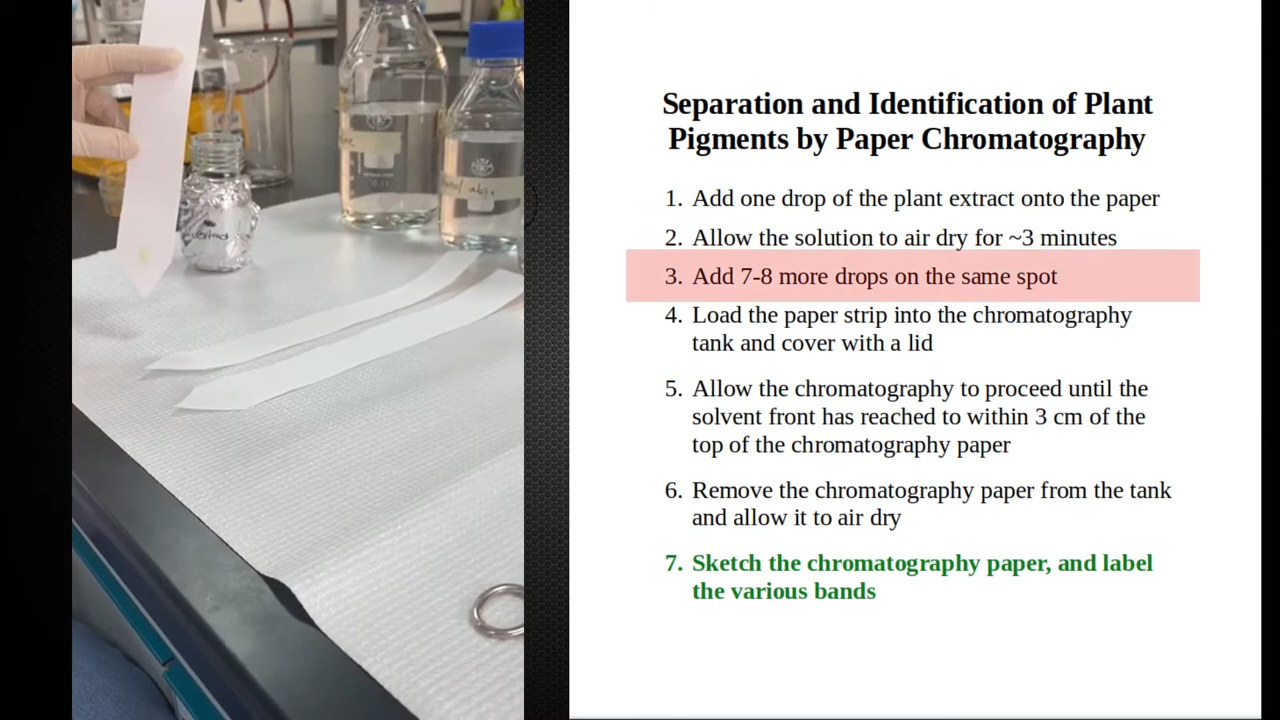 Separation and Identification of Plant
Pigments by Paper Chromatography
1. Add one drop of the plant extract onto the paper
2. Allow the solution to air dry for ~3 minutes
3. Add 7-8 more drops on the same spot
4. Load the paper strip into the chromatography
tank and cover with a lid
5. Allow the chromatography to proceed until the
solvent front has reached to within 3 cm of the
top of the chromatography paper
6. Remove the chromatography paper from the tank
and allow it to air dry
7. Sketch the chromatography paper, and label
the various bands